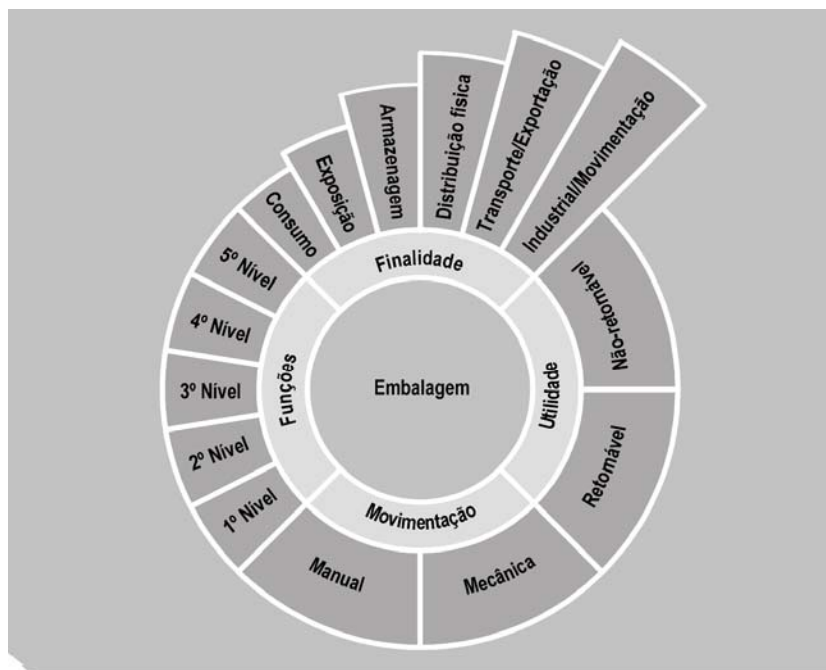 Embalagem
Finalidade
Consumo
Exposição
Armazenagem
Distribuição física
Transporte/Exportação
Industrial/Movimentação
Utilidade
Não-retornável
Retornável
Movimentação
Mecânica
Manual
Funções
1º Nível
2º Nível
3º Nível
4º Nível
5º Nível